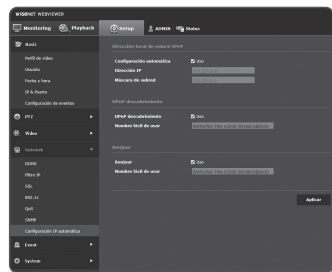 WISENET WEBVIEWER
Monitoring Playback Setup ADMIN Status
Basic
Perfil de vídeo
Usuario
Fecha y hora
IP & Puerto
Configuración de eventos
PTZ
Video
Network
DDNS
Filtro IP
SSL
802.1x
QoS
SNMP
Configuración IP automática
Event
System
Dirección local de enlace IPv4
Configuración automática Uso
Dirección IP
Máscara de subred
UPnP descubrimiento
UPnP descubrimiento Uso
Nombre fácil de usar
Bonjour
Bonjour Uso
Nombre fácil de usar
Aplicar